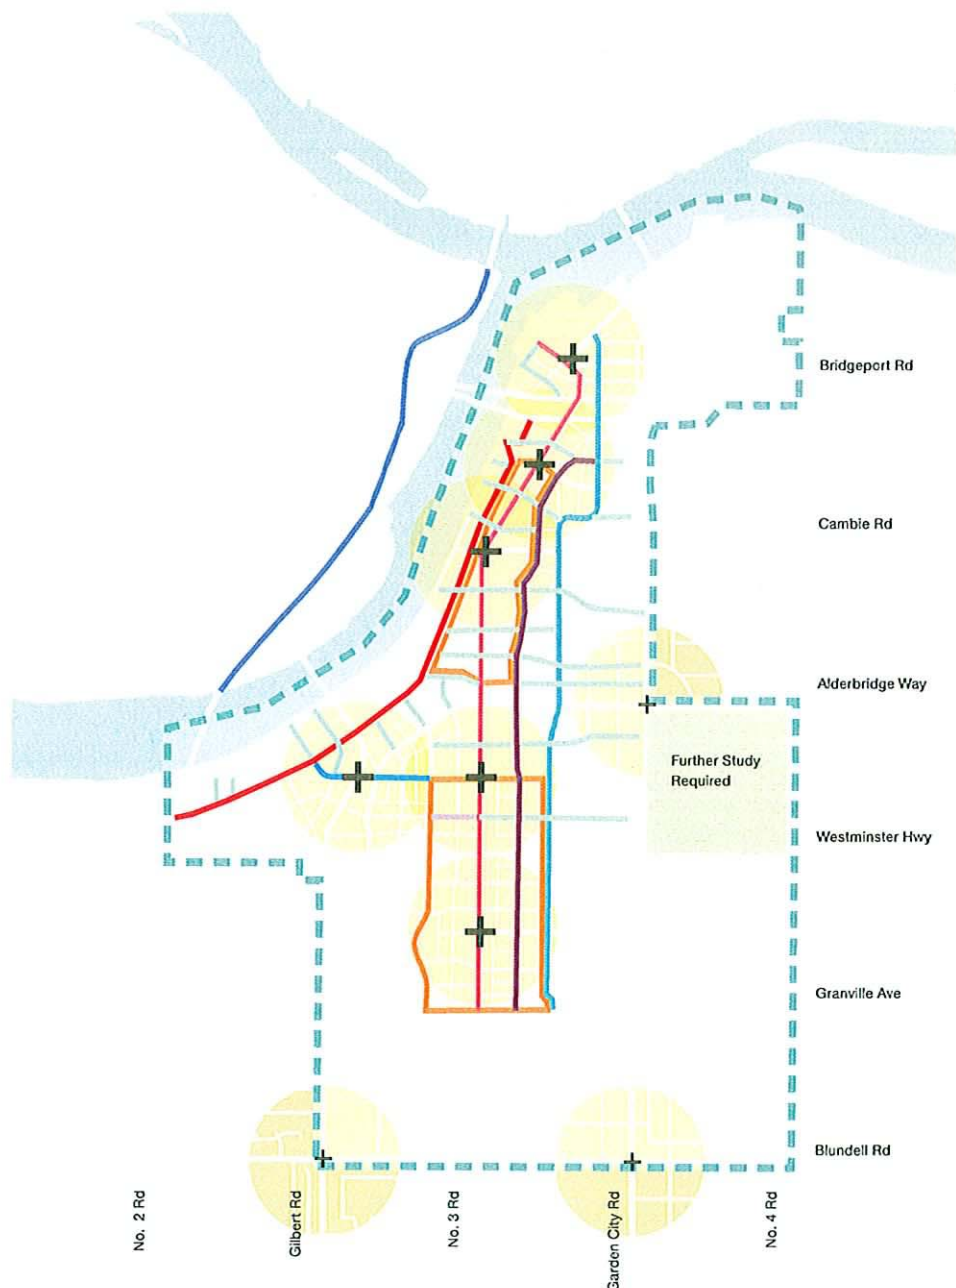 Bridgeport Rd
Cambie Rd
Alderbridge Way
Further Study
Required
Westminster Hwy
Granville Ave
Blundell Rd
No. 2 Rd
Gilbert Rd
No. 3 Rd
Garden City Rd
No. 4 Rd